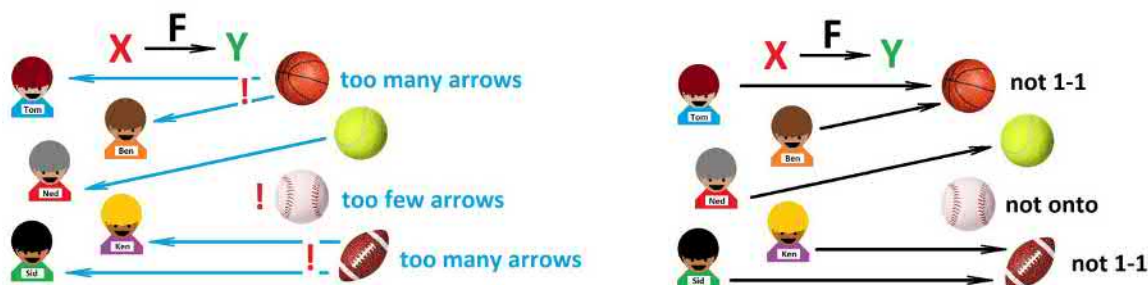 F
X Y
too many arrows
!
Tom
Ben
Ned
! too few arrows
Ken
!
too many arrows
Sid
F
X Y
not 1-1
Tom
Ben
Ned
not onto
Ken
Sid
not 1-1